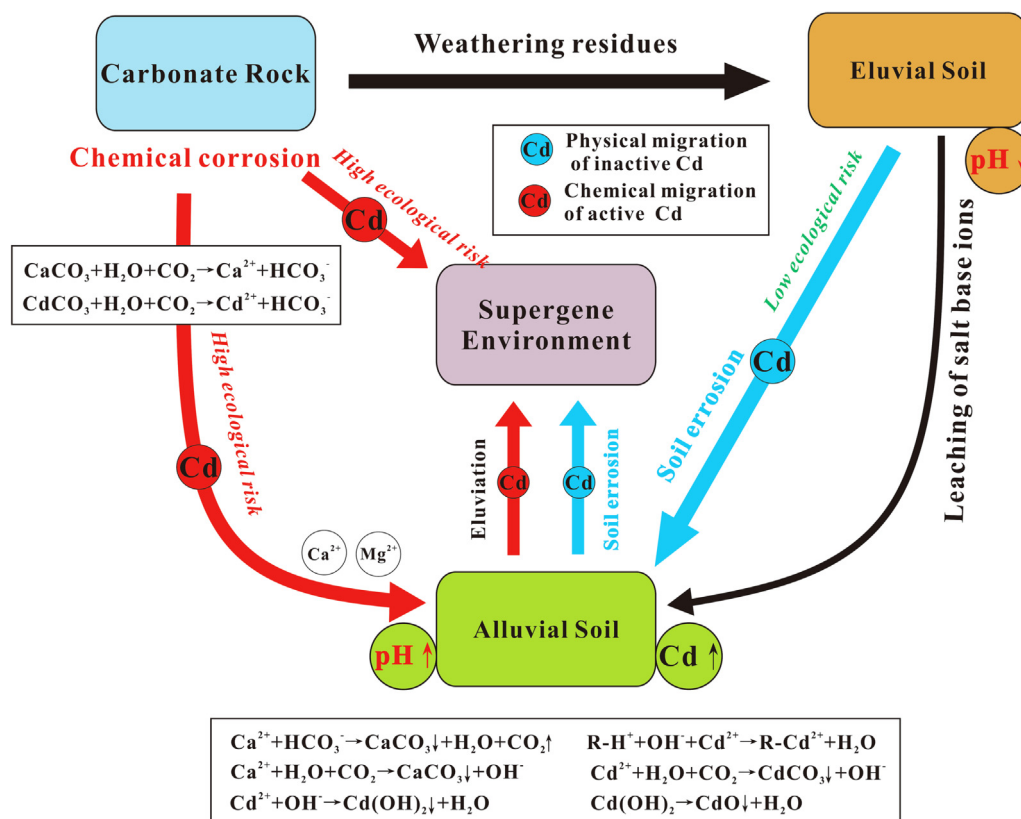 Weathering residues
Carbonate Rock
Eluvial Soil
Cd Physical migration
of inactive Cd
Cd Chemical migration
of active Cd
pH ↓
Chemical corrosion
High ecological risk
Cd
Low ecological risk
CaCO₃+H₂O+CO₂→Ca²⁺+HCO₃⁻
CdCO₃+H₂O+CO₂→Cd²⁺+HCO₃⁻
Supergene
Environment
High ecological risk
Cd
Cd
Soil errosion
Leaching of salt base ions
Eluviation
Cd
Cd
Soil errosion
Ca²⁺
Mg²⁺
Alluvial Soil
pH ↑
Cd ↑
Ca²⁺+HCO₃⁻→CaCO₃↓+H₂O+CO₂↑
R-H⁺+OH⁻+Cd²⁺→R-Cd²⁺+H₂O
Ca²⁺+H₂O+CO₂→CaCO₃↓+OH⁻
Cd²⁺+H₂O+CO₂→CdCO₃↓+OH⁻
Cd²⁺+OH⁻→Cd(OH)₂↓+H₂O
Cd(OH)₂→CdO↓+H₂O